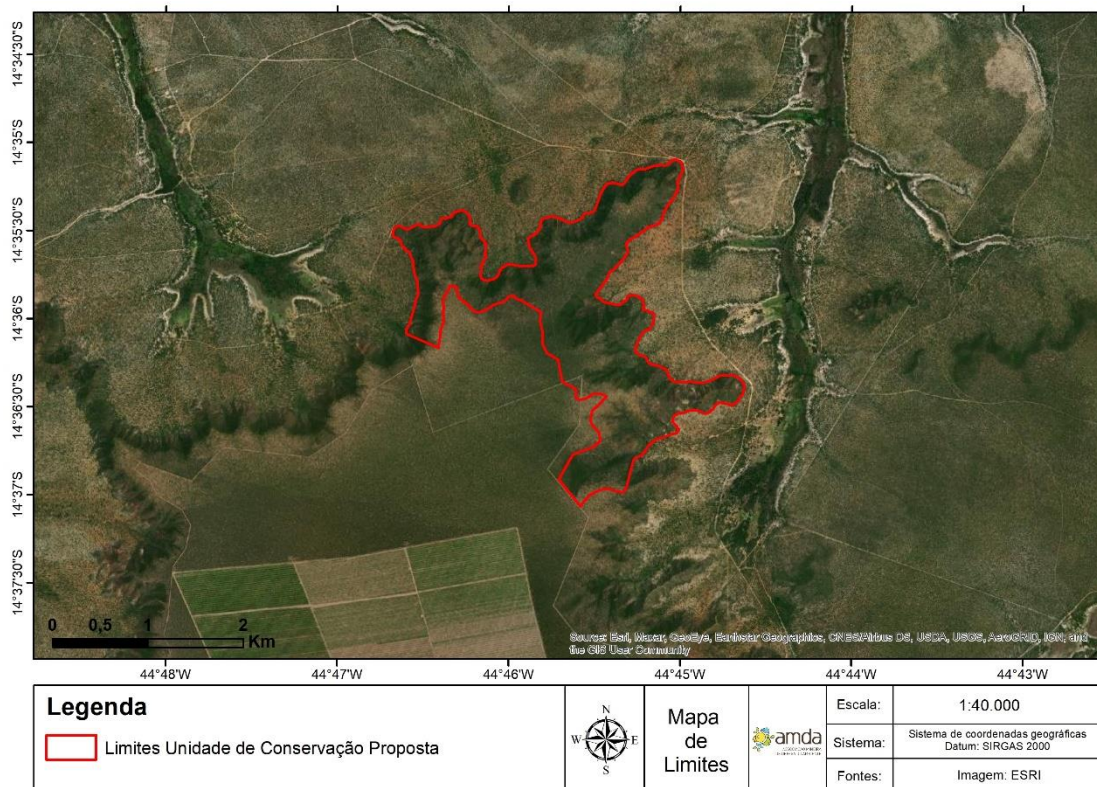 14°34'30"S
14°35'S
14°35'30"S
14°36'S
14°36'30"S
14°37'S
14°37'30"S
0 0,5 1 2
Km
Source: Esri, Maxar, GeoEye, Earthstar Geographics, CNES/Airbus DS, USDA, USGS, AeroGRID, IGN, and
the GIS User Community
44°48'W 44°47'W 44°46'W 44°45'W 44°44'W 44°43'W
Legenda
Limites Unidade de Conservação Proposta
N
W E
S
Mapa
de
Limites
amda
Escala: 1:40.000
Sistema: Sistema de coordenadas geográficas
Datum: SIRGAS 2000
Fontes: Imagem: ESRI